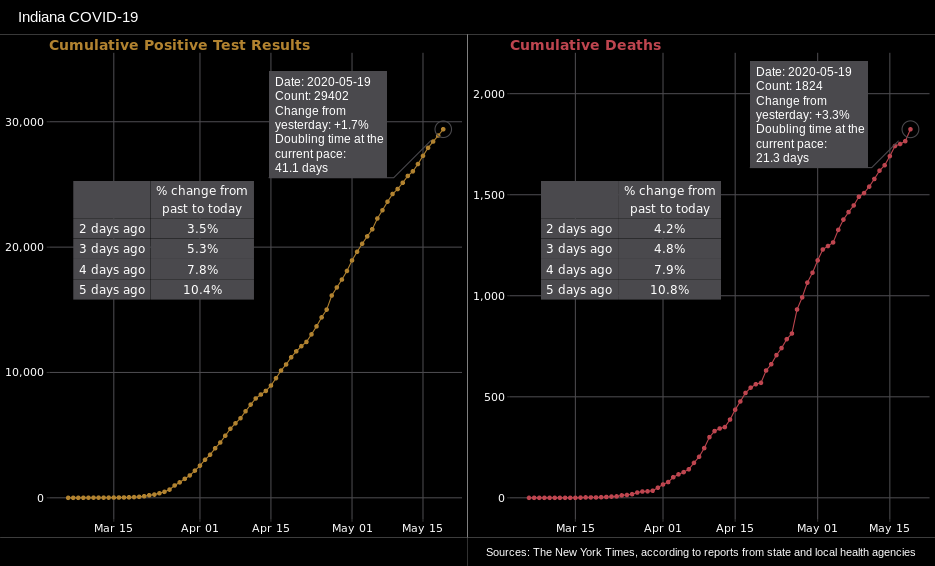 Indiana COVID-19
Cumulative Positive Test Results
Date: 2020-05-19
Count: 29402
Change from
yesterday: +1.7%
Doubling time at the
current pace:
41.1 days
30,000
20,000
10,000
0
% change from
past to today
2 days ago 3.5%
3 days ago 5.3%
4 days ago 7.8%
5 days ago 10.4%
Mar 15 Apr 01 Apr 15 May 01 May 15
Cumulative Deaths
Date: 2020-05-19
Count: 1824
Change from
yesterday: +3.3%
Doubling time at the
current pace:
21.3 days
2,000
1,500
1,000
500
0
% change from
past to today
2 days ago 4.2%
3 days ago 4.8%
4 days ago 7.9%
5 days ago 10.8%
Mar 15 Apr 01 Apr 15 May 01 May 15
Sources: The New York Times, according to reports from state and local health agencies